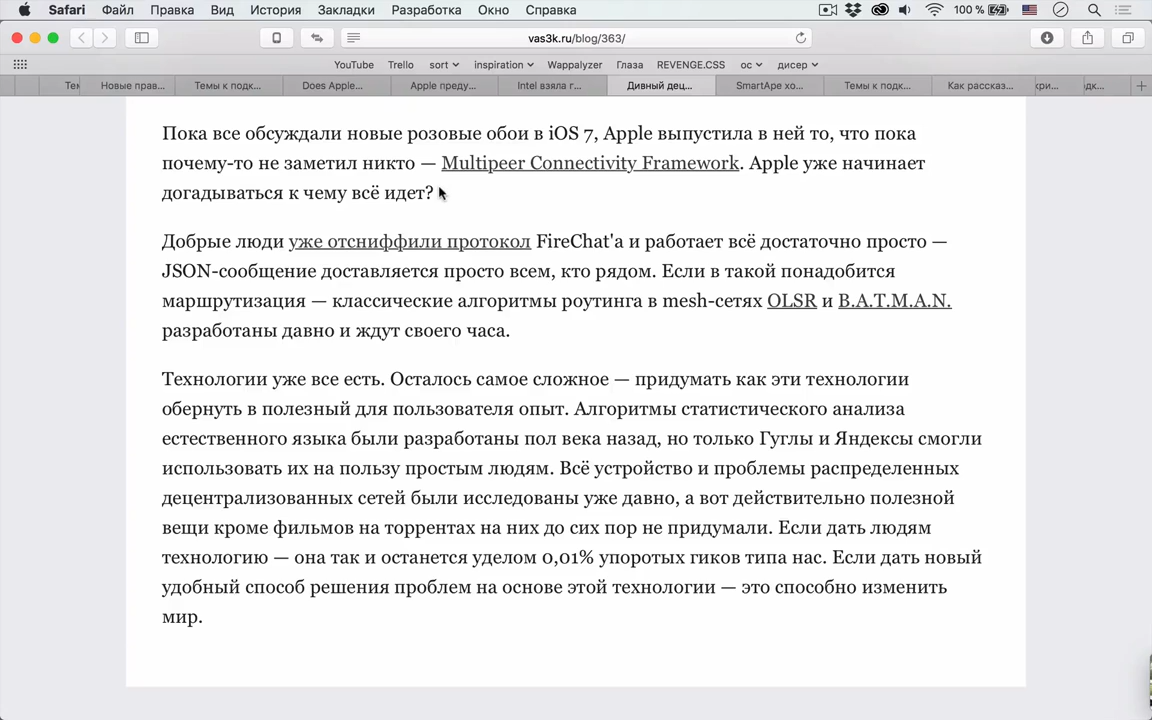 Safari Файл Правка Вид История Закладки Разработка Окно Справка 100 %
vas3k.ru/blog/363/
YouTube Trello sort inspiration Wappalyzer Глаза REVENGE.CSS ос дисер
Тем Новые прав... Темы к подк... Does Apple... Apple преду... Intel взяла г... Дивный дец... SmartApe хо... Темы к подк... Как рассказ... кри... дк...
Пока все обсуждали новые розовые обои в iOS 7, Apple выпустила в ней то, что пока
почему-то не заметил никто — Multipeer Connectivity Framework. Apple уже начинает
догадываться к чему всё идет?
Добрые люди уже отсниффили протокол FireChat'а и работает всё достаточно просто —
JSON-сообщение доставляется просто всем, кто рядом. Если в такой понадобится
маршрутизация — классические алгоритмы роутинга в mesh-сетях OLSR и B.A.T.M.A.N.
разработаны давно и ждут своего часа.
Технологии уже все есть. Осталось самое сложное — придумать как эти технологии
обернуть в полезный для пользователя опыт. Алгоритмы статистического анализа
естественного языка были разработаны пол века назад, но только Гуглы и Яндексы смогли
использовать их на пользу простым людям. Всё устройство и проблемы распределенных
децентрализованных сетей были исследованы уже давно, а вот действительно полезной
вещи кроме фильмов на торрентах на них до сих пор не придумали. Если дать людям
технологию — она так и останется уделом 0,01% упоротых гиков типа нас. Если дать новый
удобный способ решения проблем на основе этой технологии — это способно изменить
мир.